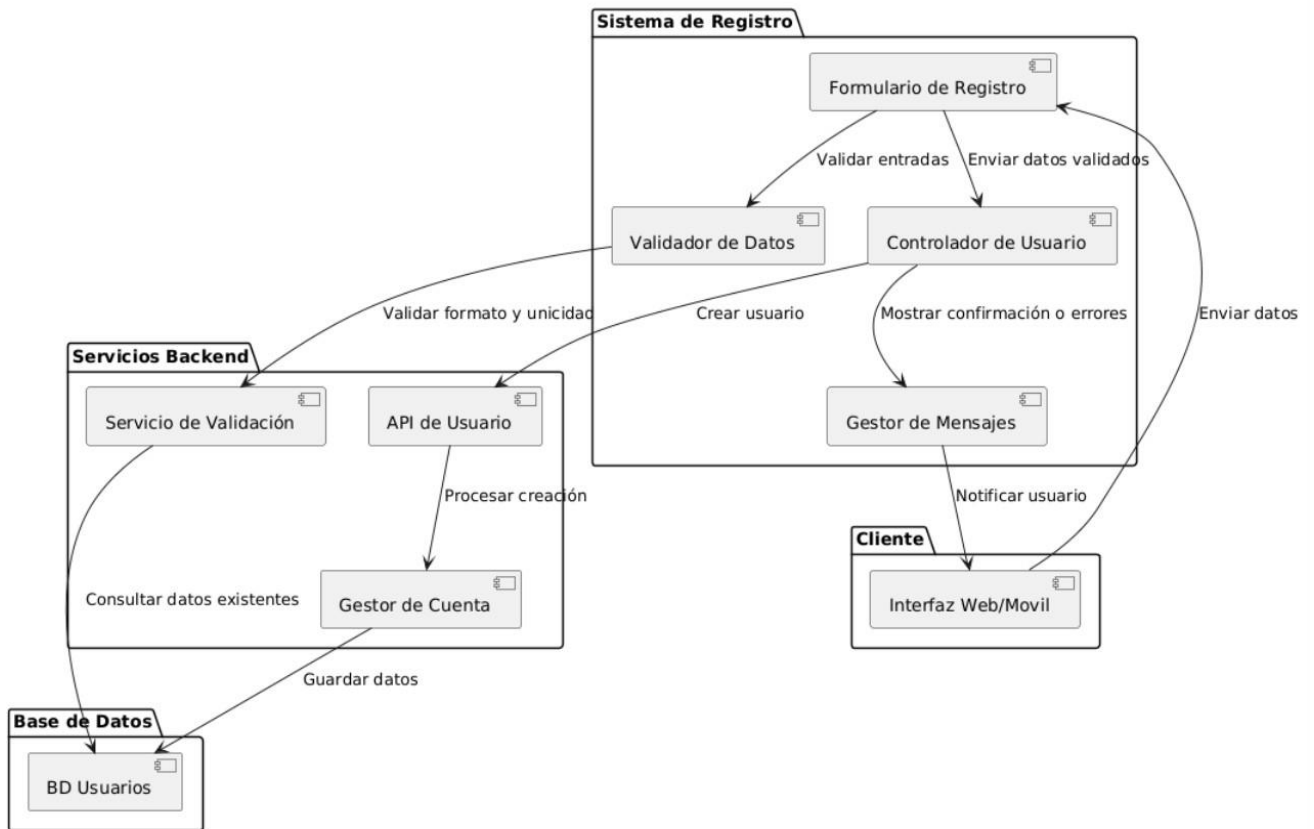 Sistema de Registro
Formulario de Registro
Validar entradas
Enviar datos validados
Validador de Datos
Controlador de Usuario
Validar formato y unicidad
Crear usuario
Mostrar confirmación o errores
Enviar datos
Servicios Backend
Servicio de Validación
API de Usuario
Gestor de Mensajes
Procesar creación
Notificar usuario
Cliente
Consultar datos existentes
Gestor de Cuenta
Interfaz Web/Movil
Guardar datos
Base de Datos
BD Usuarios